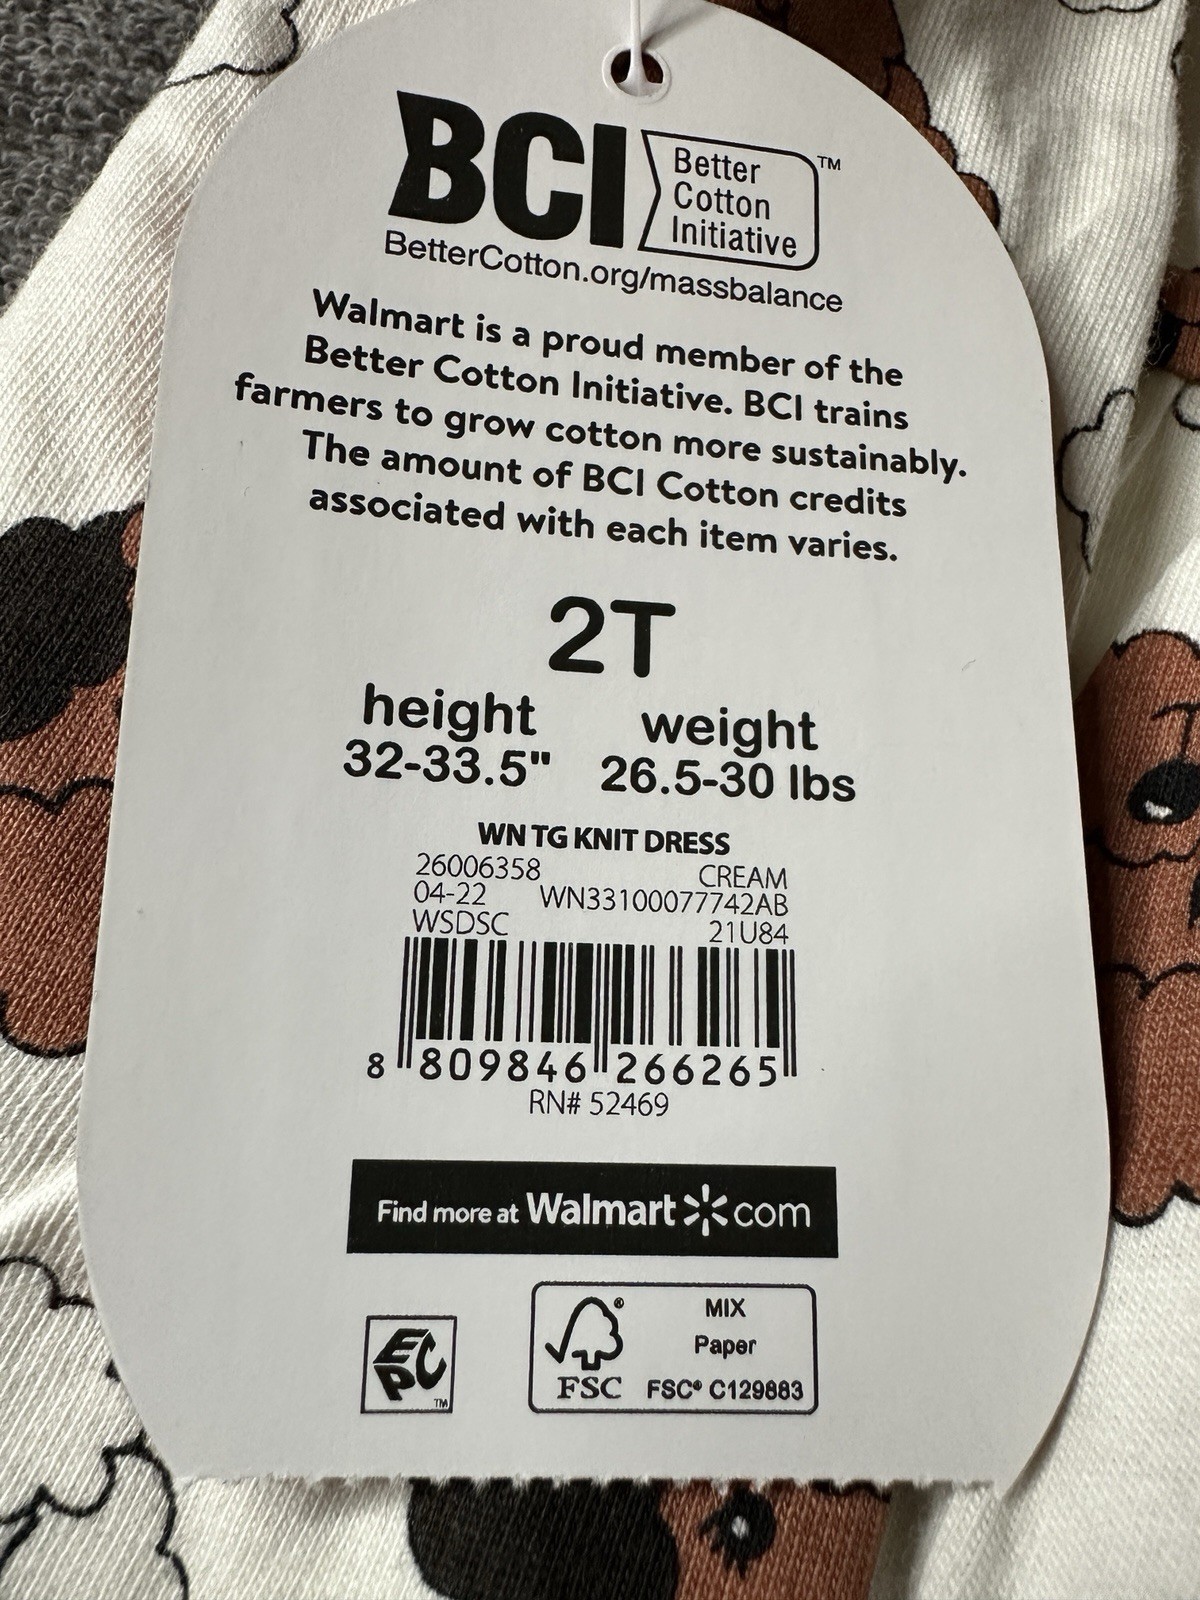 BCI
Better
Cotton
Initiative
™
BetterCotton.org/massbalance
Walmart is a proud member of the
Better Cotton Initiative. BCI trains
farmers to grow cotton more sustainably.
The amount of BCI Cotton credits
associated with each item varies.
2T
height weight
32-33.5" 26.5-30 lbs
WN TG KNIT DRESS
26006358 CREAM
04-22 WN33100077742AB
WSDSC 21U84
8 809846 266265
RN# 52469
Find more at Walmart com
EPC ™
MIX
Paper
FSC® C129883
FSC ®